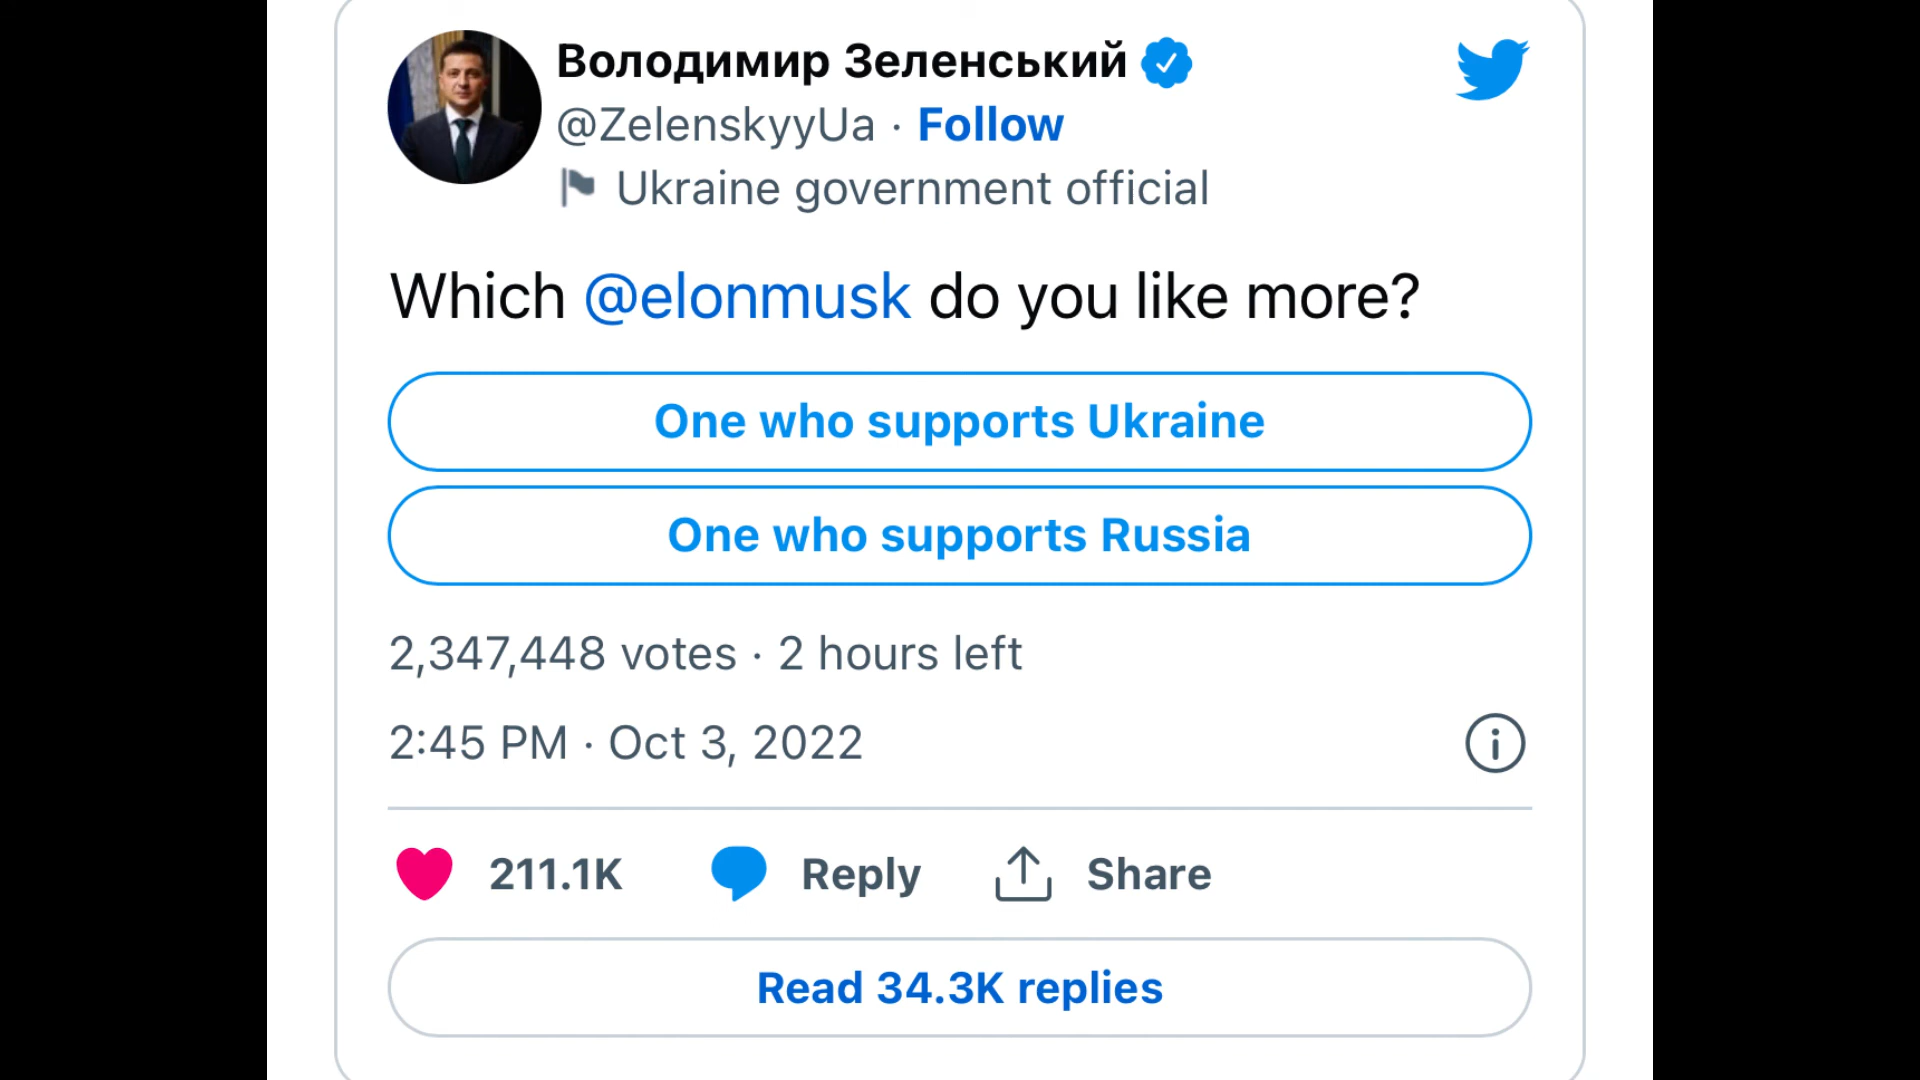 Володимир Зеленський
@ZelenskyyUa · Follow
Ukraine government official
Which @elonmusk do you like more?
One who supports Ukraine
One who supports Russia
2,347,448 votes · 2 hours left
2:45 PM · Oct 3, 2022
211.1K Reply Share
Read 34.3K replies